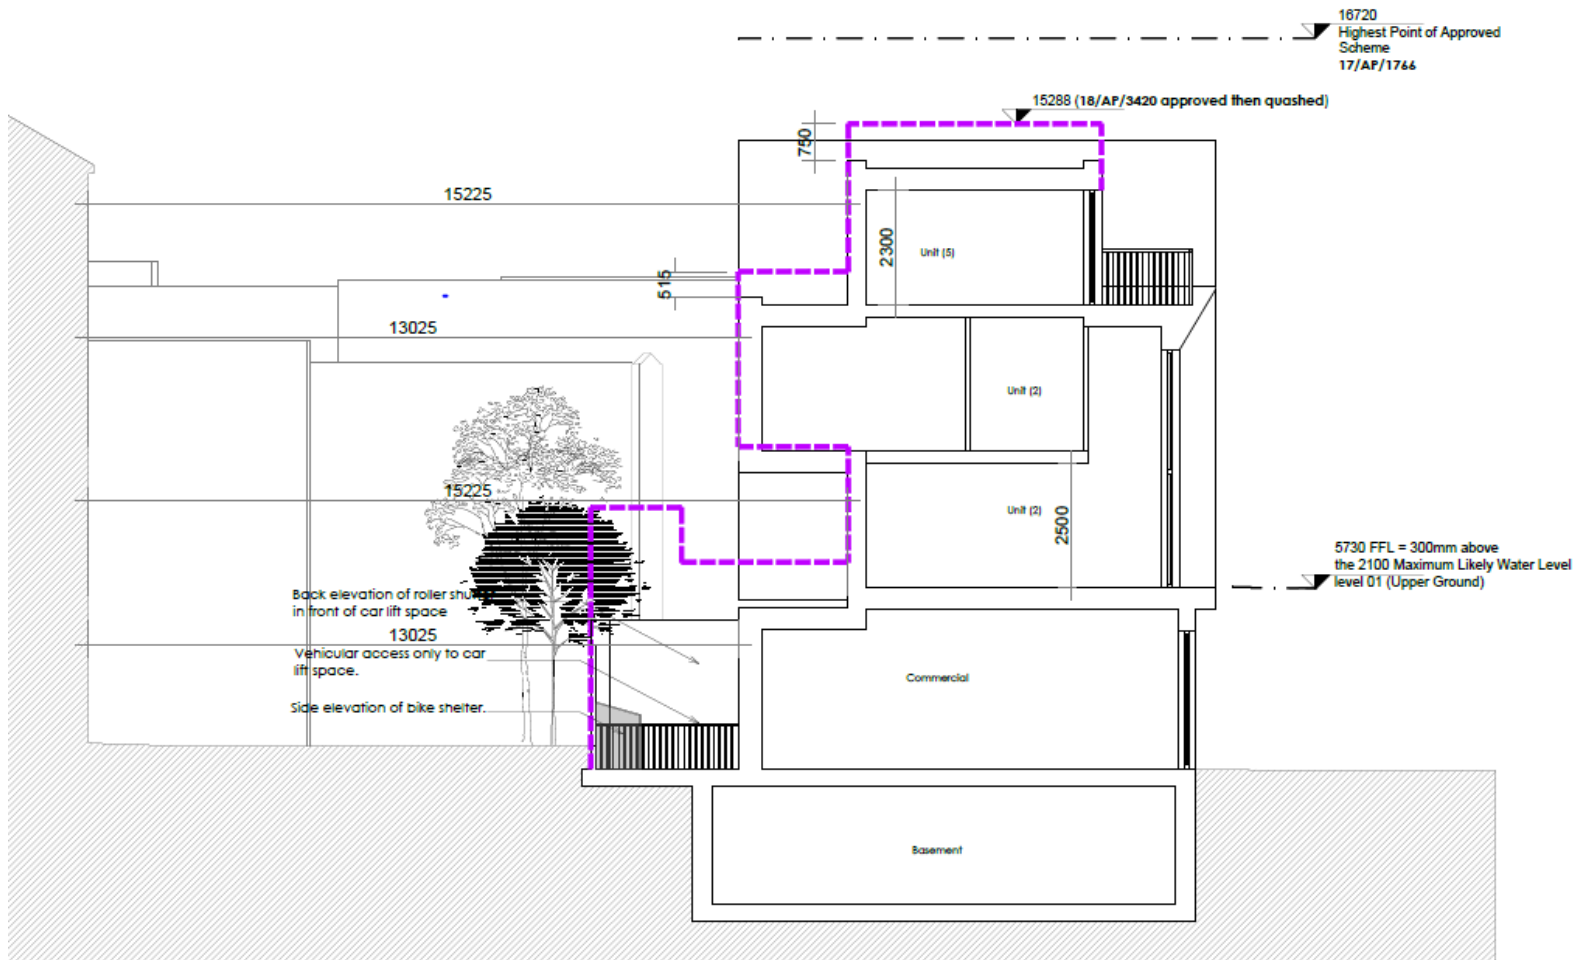 16720
Highest Point of Approved
Scheme
17/AP/1766
15288 (18/AP/3420 approved then quashed)
750
15225
2300
Unit (5)
515
13025
Unit (2)
15225
Unit (2)
2500
5730 FFL = 300mm above
the 2100 Maximum Likely Water Level
level 01 (Upper Ground)
Back elevation of roller
in front of car lift space
13025
Vehicular access only to car
lift space.
Side elevation of bike shelter.
Commercial
Basement